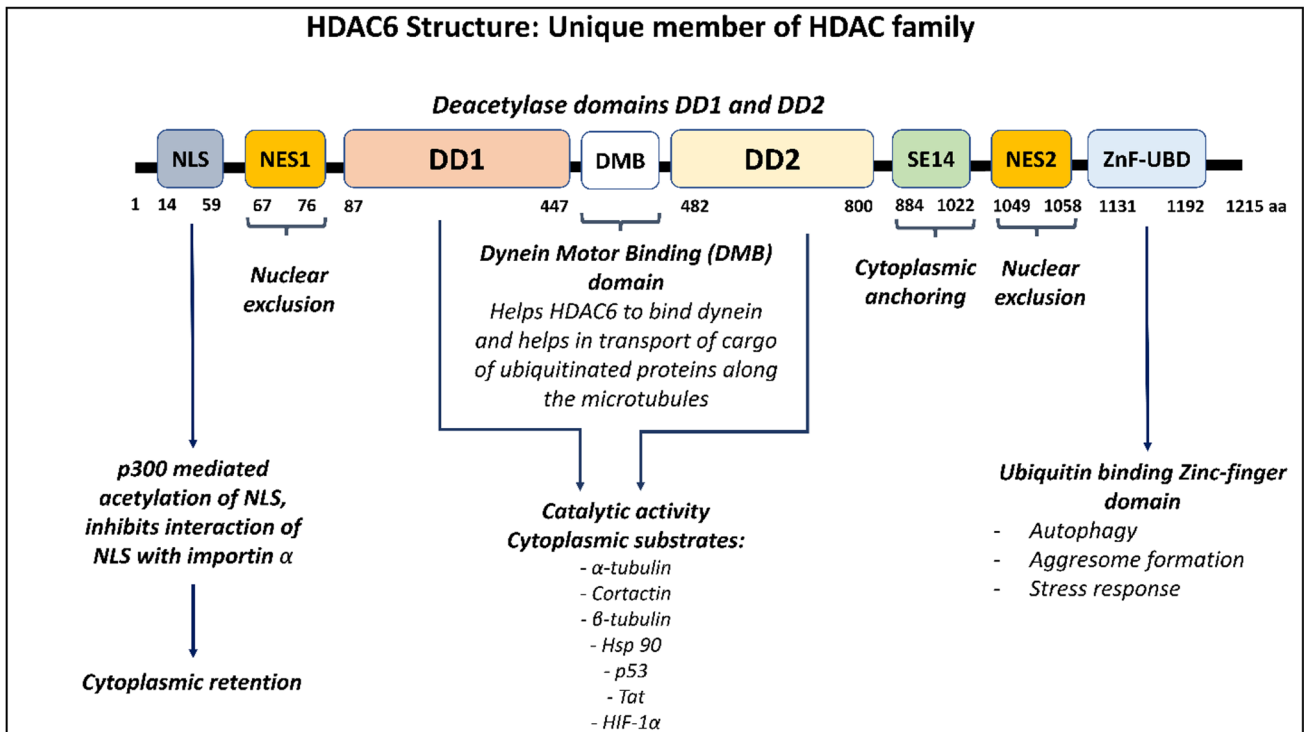 HDAC6 Structure: Unique member of HDAC family
Deacetylase domains DD1 and DD2
NLS NES1 DD1 DMB DD2 SE14 NES2 ZnF-UBD
1 14 59 67 76 87 447 482 800 884 1022 1049 1058 1131 1192 1215 aa
Nuclear
exclusion
Dynein Motor Binding (DMB)
domain
Helps HDAC6 to bind dynein
and helps in transport of cargo
of ubiquitinated proteins along
the microtubules
Cytoplasmic
anchoring
Nuclear
exclusion
p300 mediated
acetylation of NLS,
inhibits interaction of
NLS with importin α
Cytoplasmic retention
Catalytic activity
Cytoplasmic substrates:
- α-tubulin
- Cortactin
- β-tubulin
- Hsp 90
- p53
- Tat
- HIF-1α
Ubiquitin binding Zinc-finger
domain
- Autophagy
- Aggresome formation
- Stress response